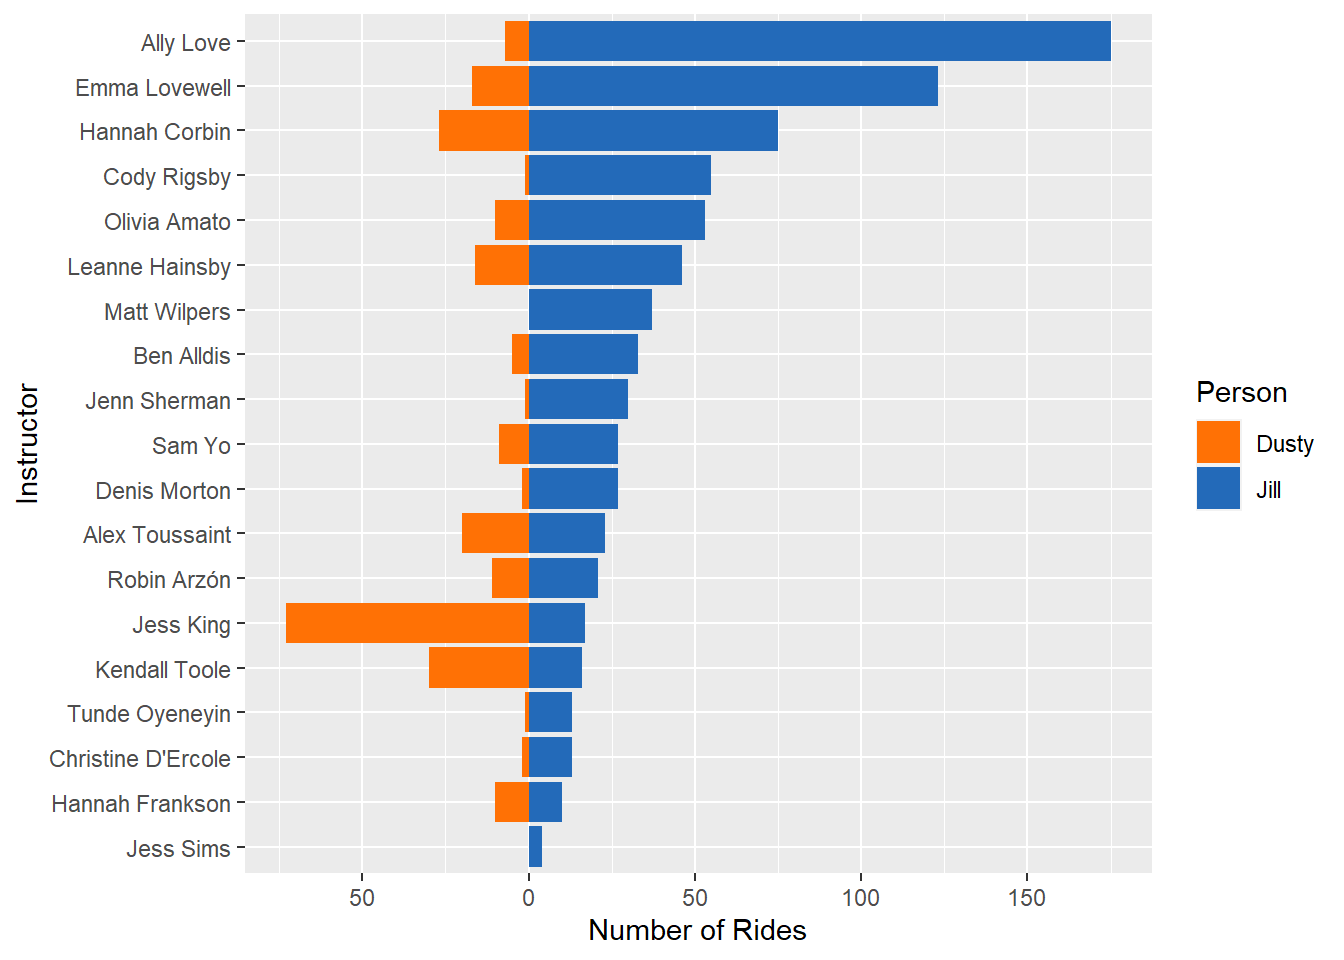 Ally Love
Emma Lovewell
Hannah Corbin
Cody Rigsby
Olivia Amato
Leanne Hainsby
Matt Wilpers
Ben Alldis
Jenn Sherman
Sam Yo
Denis Morton
Alex Toussaint
Robin Arzón
Jess King
Kendall Toole
Tunde Oyeneyin
Christine D'Ercole
Hannah Frankson
Jess Sims
Instructor
50 0 50 100 150
Number of Rides
Person
Dusty
Jill